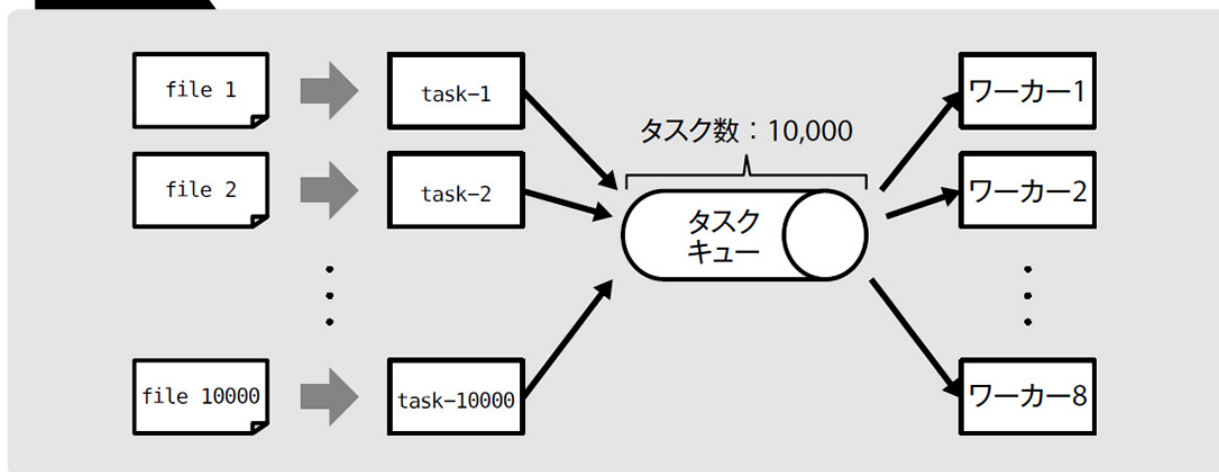 file 1
task-1
ワーカー1
タスク数：10,000
file 2
task-2
タスク
キュー
ワーカー2
file 10000
task-10000
ワーカー8